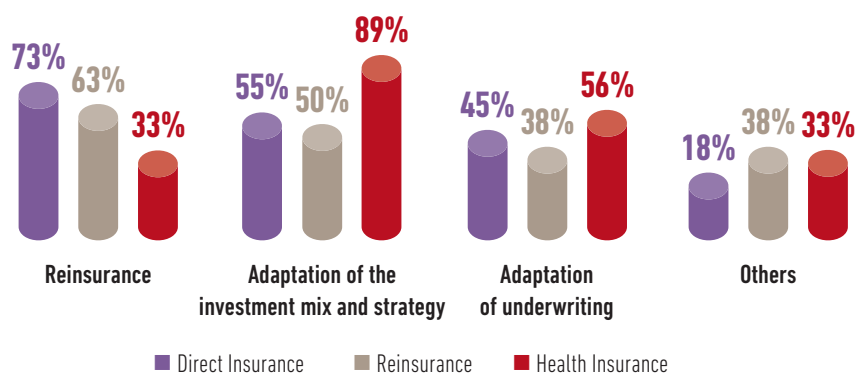 89%
73%
63%
33%
55%
50%
45%
38%
56%
18%
38%
33%
Reinsurance
Adaptation of the
investment mix and strategy
Adaptation
of underwriting
Others
Direct Insurance
Reinsurance
Health Insurance